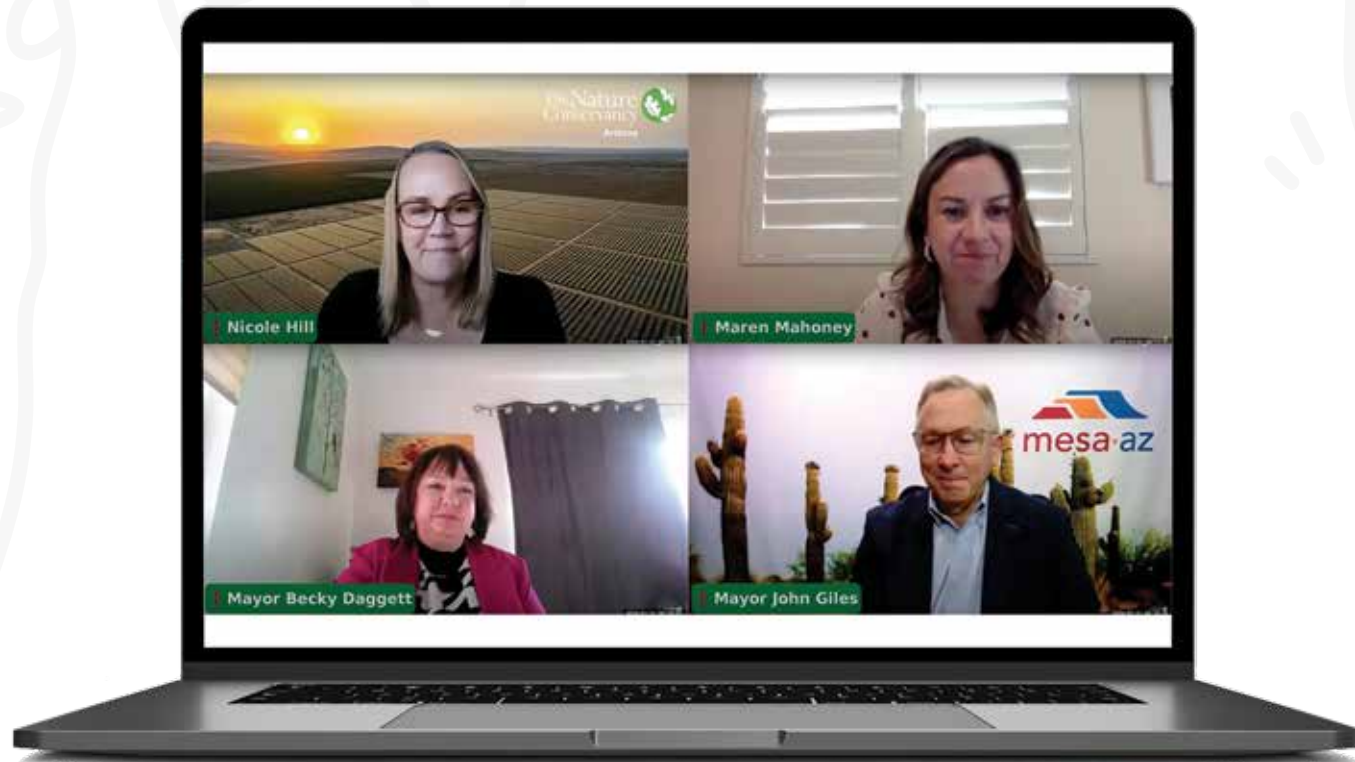 The Nature
Conservancy
Arizona
Nicole Hill
Maren Mahoney
mesa·az
Mayor Becky Daggett
Mayor John Giles